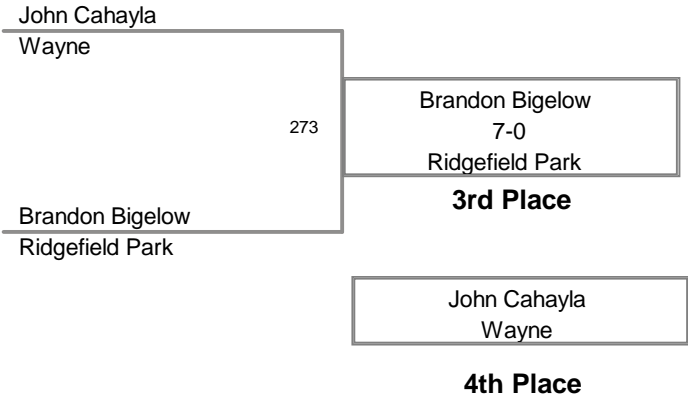 John Cahayla
Wayne
273
Brandon Bigelow
7-0
Ridgefield Park
3rd Place
Brandon Bigelow
Ridgefield Park
John Cahayla
Wayne
4th Place